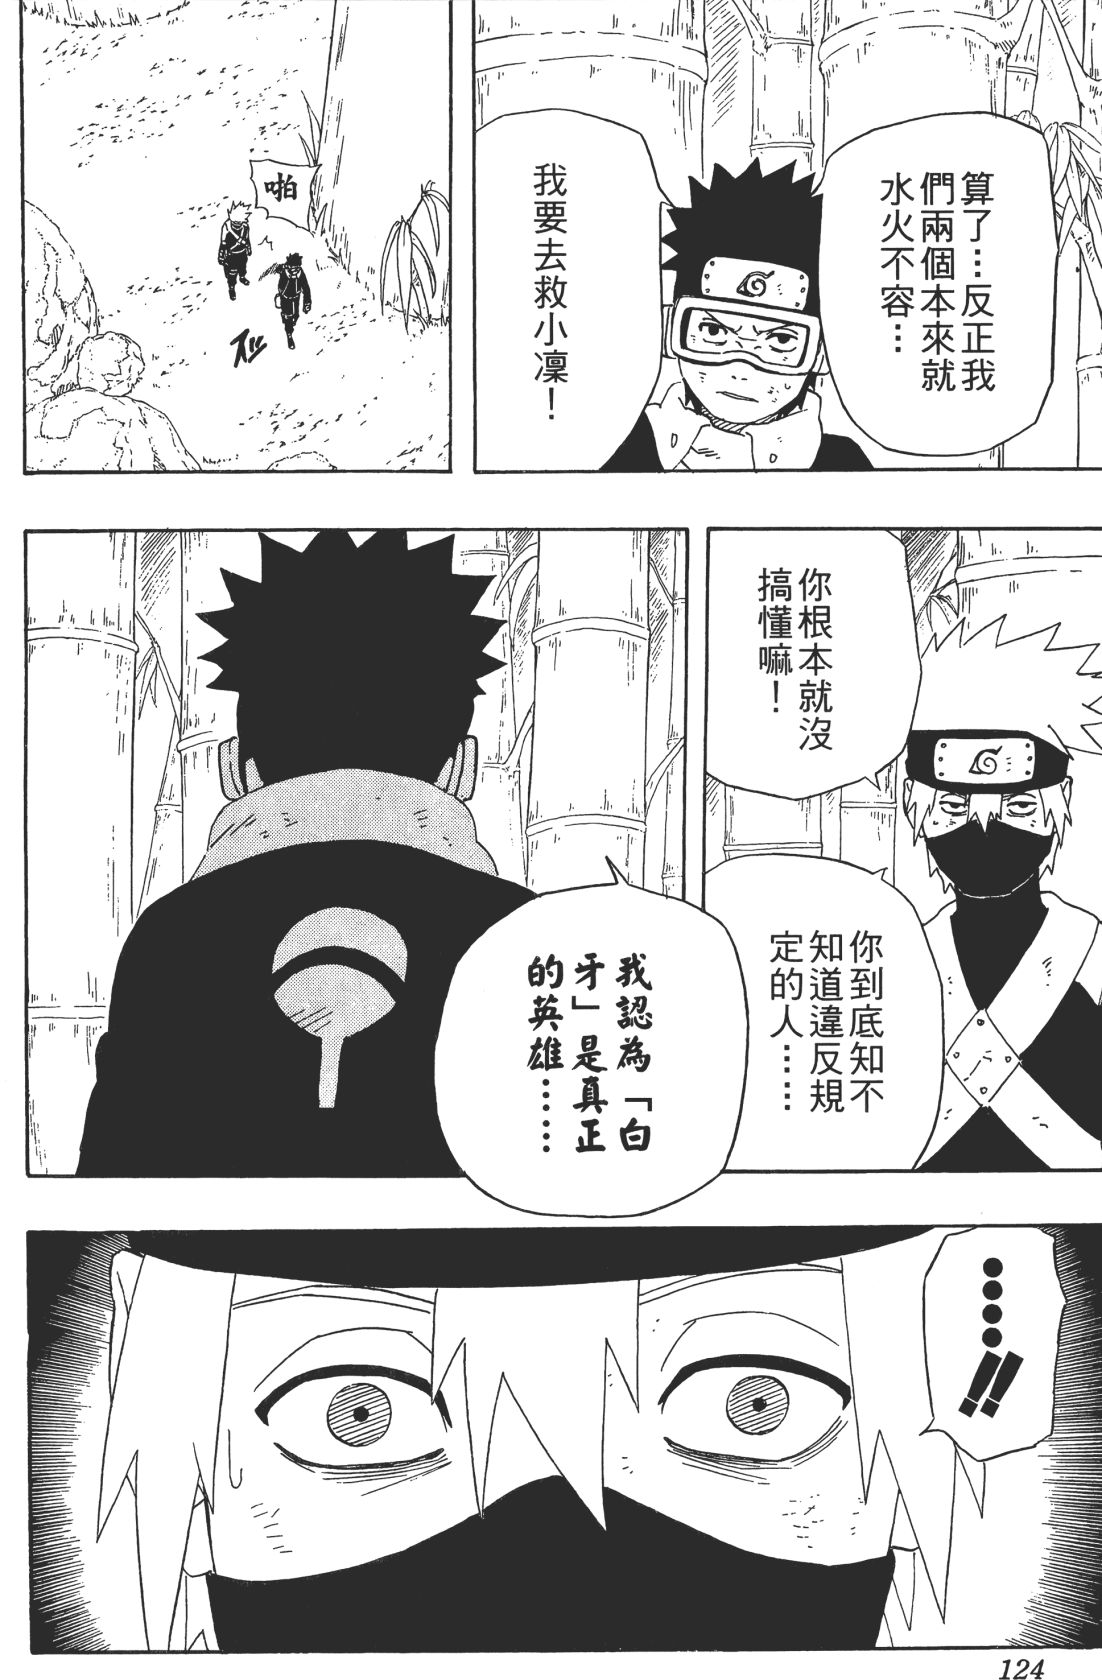 算了…反正我
們兩個本來就
水火不容…
我要去救小凜！
啪
你根本就沒
搞懂嘛！
你到底知不
知道違反規
定的人……
我認為「白
牙」是真正
的英雄……
‥‥!!
124